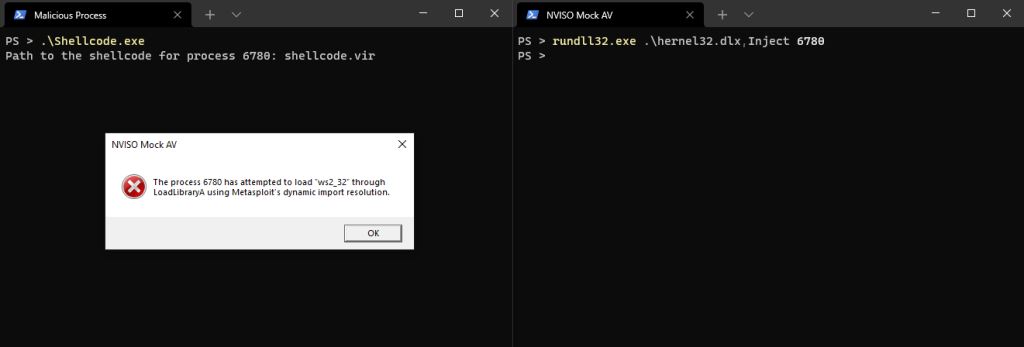 Malicious Process
PS > .\Shellcode.exe
Path to the shellcode for process 6780: shellcode.vir
NVISO Mock AV
The process 6780 has attempted to load "ws2_32" through
LoadLibraryA using Metasploit's dynamic import resolution.
OK
NVISO Mock AV
PS > rundll32.exe .\hernel32.dlx,Inject 6780
PS >